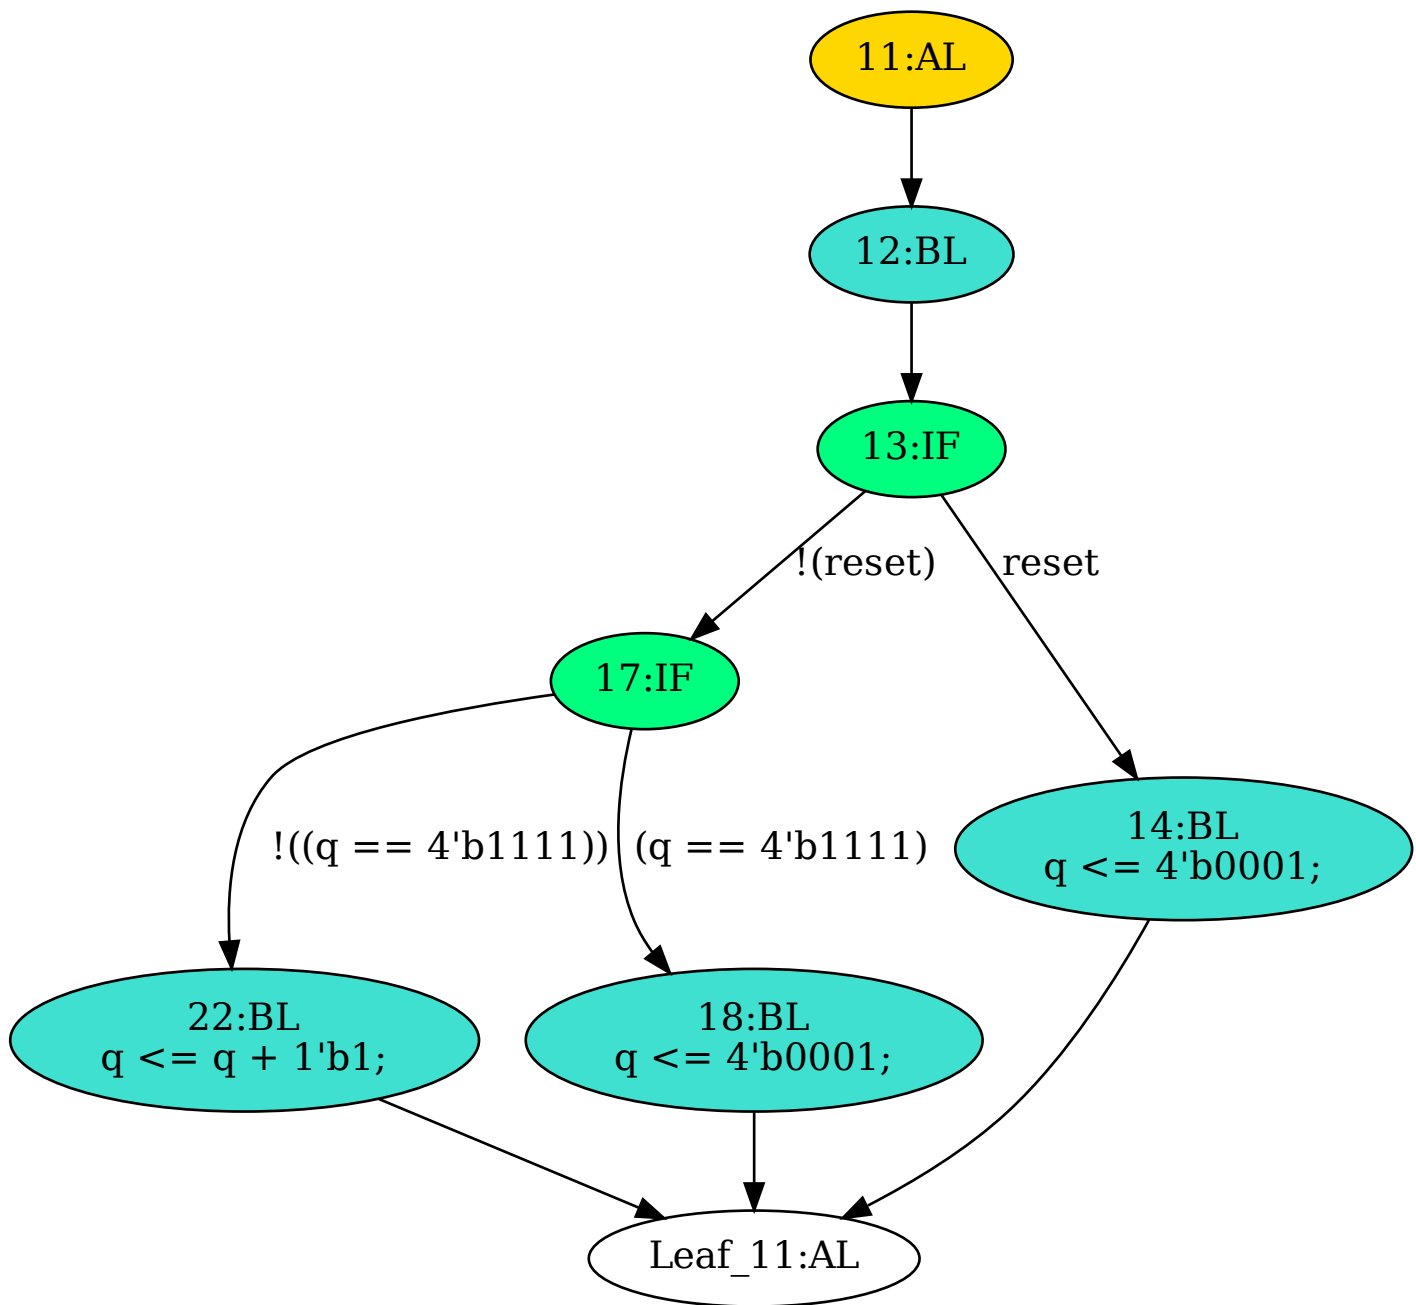 11:AL
12:BL
13:IF
!(reset)
reset
17:IF
!((q == 4'b1111))
(q == 4'b1111)
14:BL
q <= 4'b0001;
22:BL
q <= q + 1'b1;
18:BL
q <= 4'b0001;
Leaf_11:AL